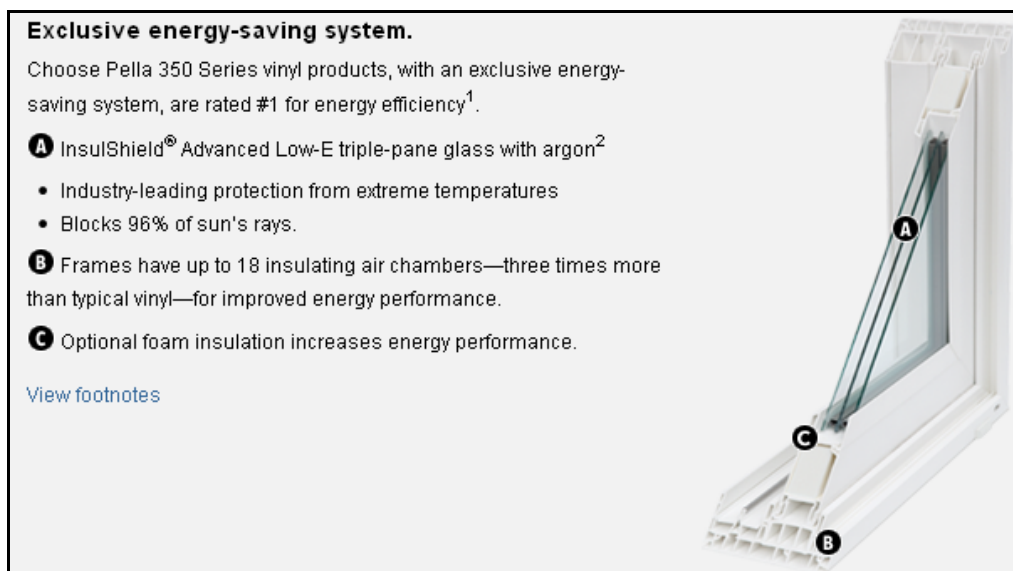 Exclusive energy-saving system.
Choose Pella 350 Series vinyl products, with an exclusive energy-
saving system, are rated #1 for energy efficiency¹.
A InsulShield® Advanced Low-E triple-pane glass with argon²
• Industry-leading protection from extreme temperatures
• Blocks 96% of sun's rays.
B Frames have up to 18 insulating air chambers—three times more
than typical vinyl—for improved energy performance.
C Optional foam insulation increases energy performance.
View footnotes
A
C
B